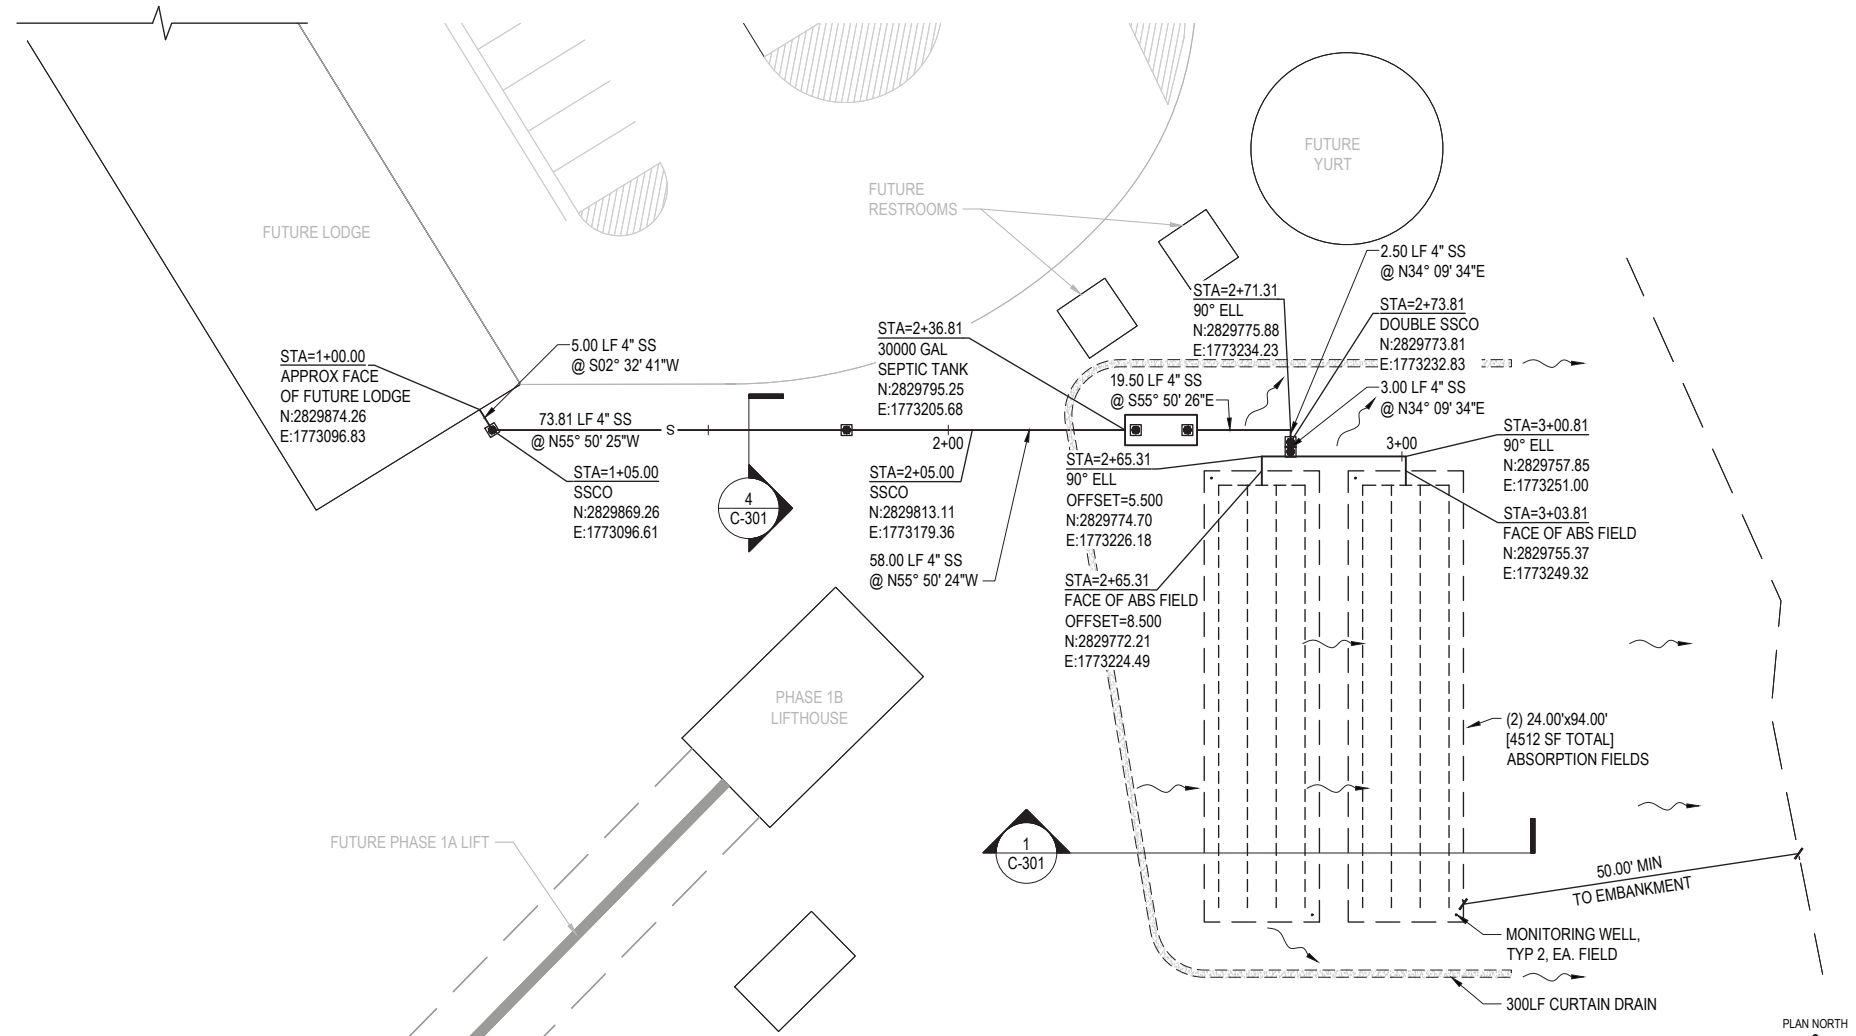 FUTURE LODGE
FUTURE
RESTROOMS
FUTURE
YURT
2.50 LF 4" SS
@ N34° 09' 34"E
STA=2+71.31
90° ELL
N:2829775.88
E:1773234.23
STA=2+73.81
DOUBLE SSCO
N:2829773.81
E:1773232.83
STA=2+36.81
30000 GAL
SEPTIC TANK
N:2829795.25
E:1773205.68
5.00 LF 4" SS
@ S02° 32' 41"W
STA=1+00.00
APPROX FACE
OF FUTURE LODGE
N:2829874.26
E:1773096.83
19.50 LF 4" SS
@ S55° 50' 26"E
3.00 LF 4" SS
@ N34° 09' 34"E
73.81 LF 4" SS
@ N55° 50' 25"W
S
2+00
3+00
STA=3+00.81
90° ELL
N:2829757.85
E:1773251.00
STA=1+05.00
SSCO
N:2829869.26
E:1773096.61
4
C-301
STA=2+05.00
SSCO
N:2829813.11
E:1773179.36
STA=2+65.31
90° ELL
OFFSET=5.500
N:2829774.70
E:1773226.18
STA=3+03.81
FACE OF ABS FIELD
N:2829755.37
E:1773249.32
58.00 LF 4" SS
@ N55° 50' 24"W
STA=2+65.31
FACE OF ABS FIELD
OFFSET=8.500
N:2829772.21
E:1773224.49
PHASE 1B
LIFTHOUSE
(2) 24.00'x94.00'
[4512 SF TOTAL]
ABSORPTION FIELDS
FUTURE PHASE 1A LIFT
1
C-301
50.00' MIN
TO EMBANKMENT
MONITORING WELL,
TYP 2, EA. FIELD
300LF CURTAIN DRAIN
PLAN NORTH